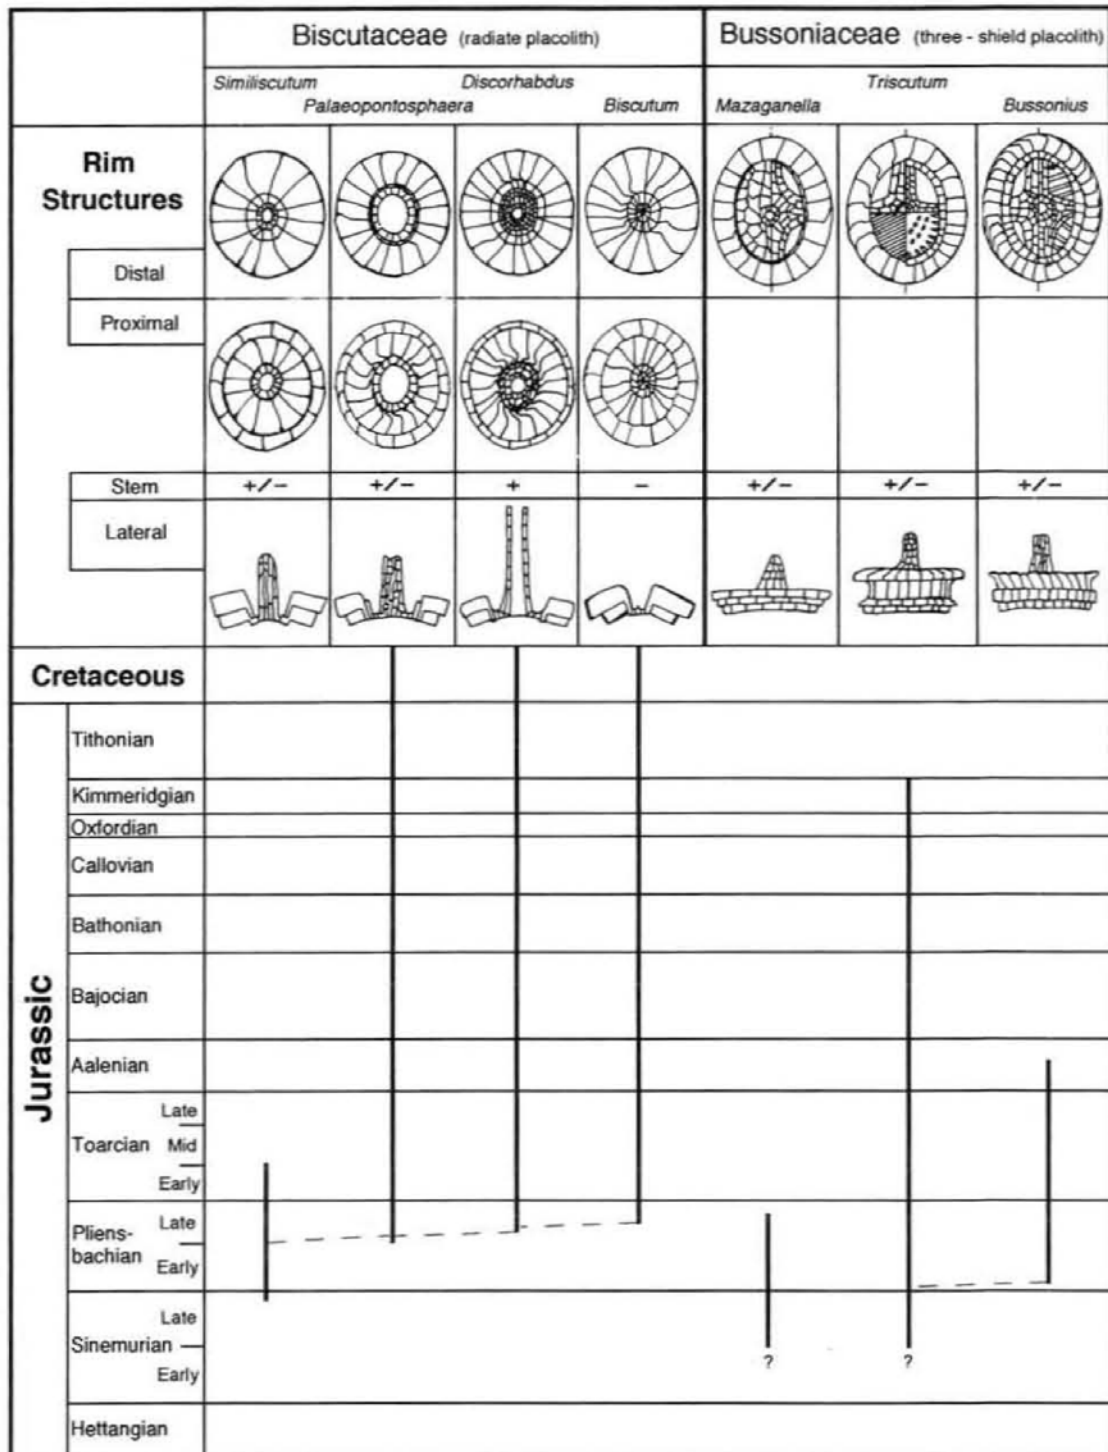 Biscutaceae (radiate placolith)
Bussoniaceae (three - shield placolith)
Similiscutum
Discorhabdus
Triscutum
Palaeopontosphaera
Biscutum
Mazaganella
Bussonius
Rim
Structures
Distal
Proximal
Stem
+/-
+/-
+
-
+/-
+/-
+/-
Lateral
Cretaceous
Jurassic
Tithonian
Kimmeridgian
Oxfordian
Callovian
Bathonian
Bajocian
Aalenian
Late
Toarcian Mid
Early
Late
Pliens-
bachian
Early
Late
Sinemurian
? ?
Early
Hettangian